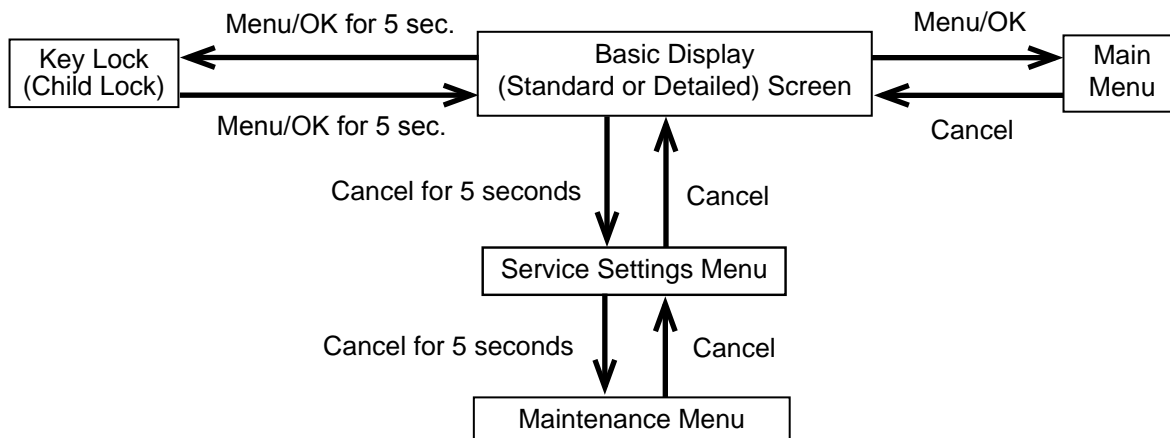 Menu/OK for 5 sec.
Menu/OK
Key Lock
(Child Lock)
Basic Display
(Standard or Detailed) Screen
Main
Menu
Menu/OK for 5 sec.
Cancel
Cancel for 5 seconds
Cancel
Service Settings Menu
Cancel for 5 seconds
Cancel
Maintenance Menu